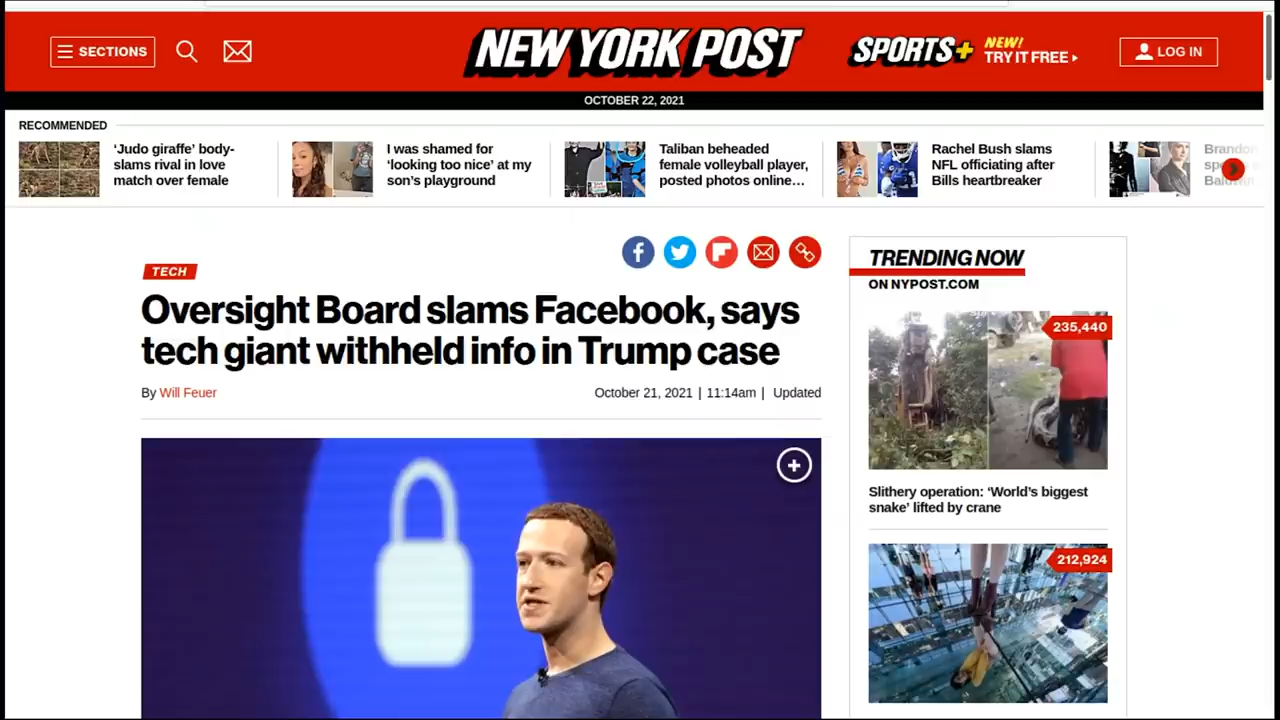 SECTIONS
NEW YORK POST
SPORTS+
NEW!
TRY IT FREE
LOG IN
OCTOBER 22, 2021
RECOMMENDED
'Judo giraffe' body-
slams rival in love
match over female
I was shamed for
'looking too nice' at my
son's playground
Taliban beheaded
female volleyball player,
posted photos online...
Rachel Bush slams
NFL officiating after
Bills heartbreaker
TECH
Oversight Board slams Facebook, says
tech giant withheld info in Trump case
By Will Feuer
October 21, 2021 | 11:14am | Updated
TRENDING NOW
ON NYPOST.COM
235,440
Slithery operation: 'World's biggest
snake' lifted by crane
212,924